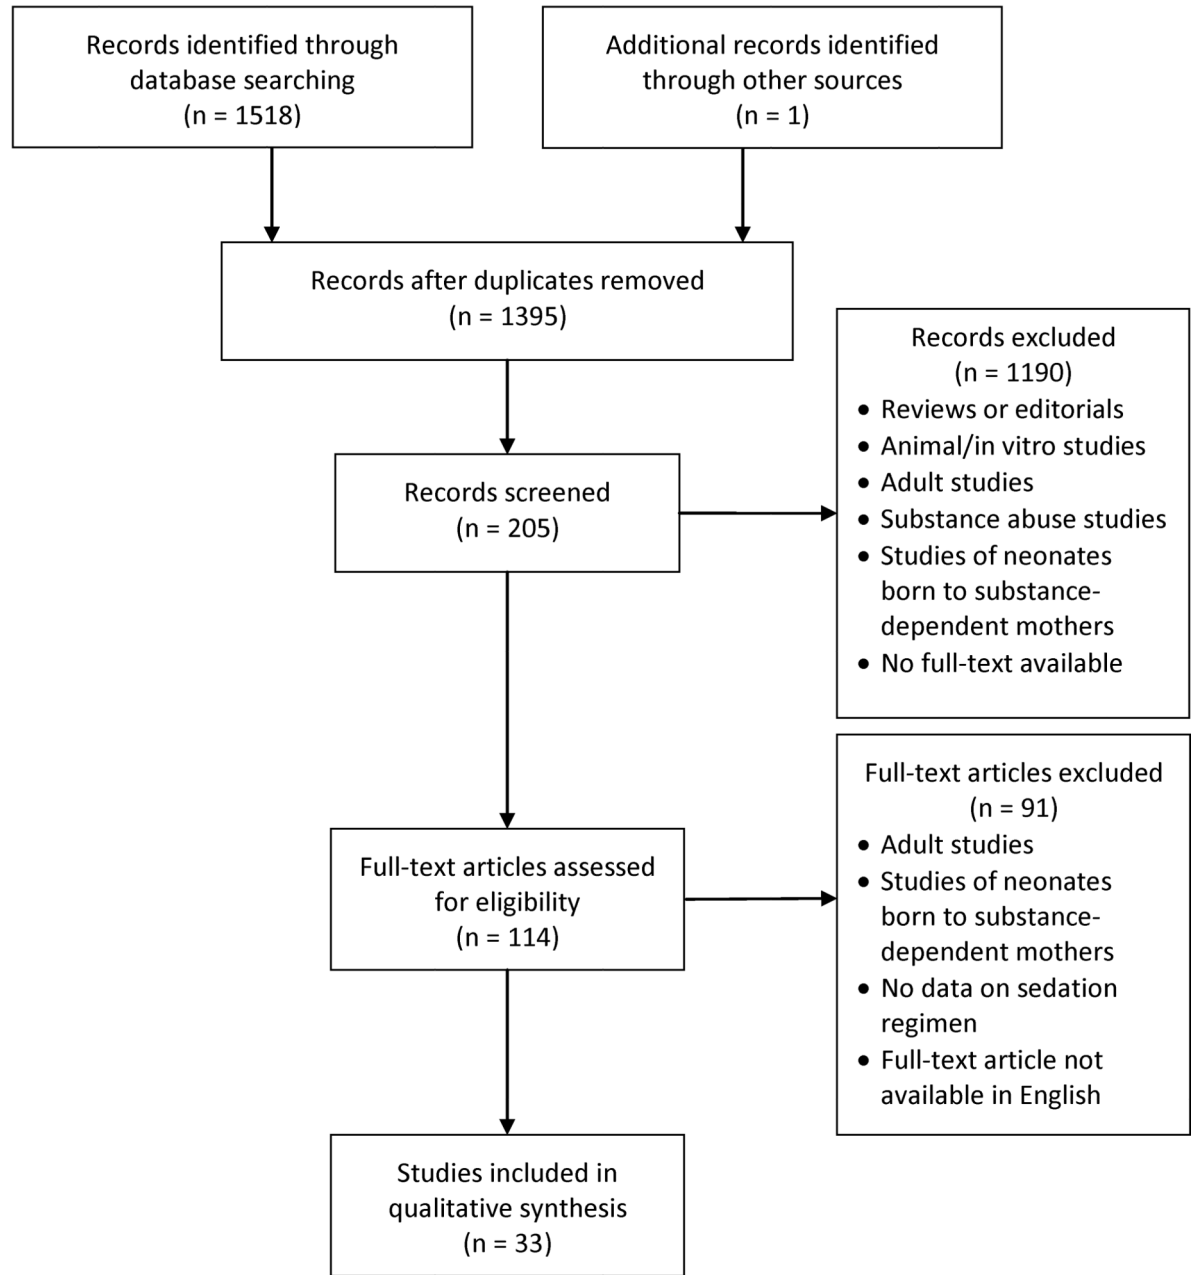 Records identified through
database searching
(n = 1518)
Additional records identified
through other sources
(n = 1)
Records after duplicates removed
(n = 1395)
Records excluded
(n = 1190)
• Reviews or editorials
• Animal/in vitro studies
• Adult studies
• Substance abuse studies
• Studies of neonates
born to substance-
dependent mothers
• No full-text available
Records screened
(n = 205)
Full-text articles excluded
(n = 91)
• Adult studies
• Studies of neonates
born to substance-
dependent mothers
• No data on sedation
regimen
• Full-text article not
available in English
Full-text articles assessed
for eligibility
(n = 114)
Studies included in
qualitative synthesis
(n = 33)